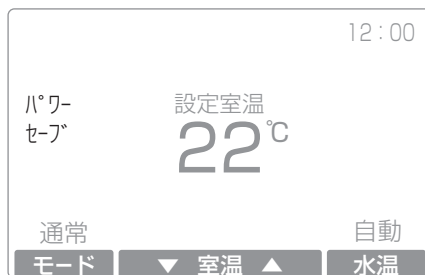 12:00
ﾊﾟﾜｰ
ｾｰﾌﾞ
設定室温
22℃
通常
自動
モード
▼ 室温 ▲
水温